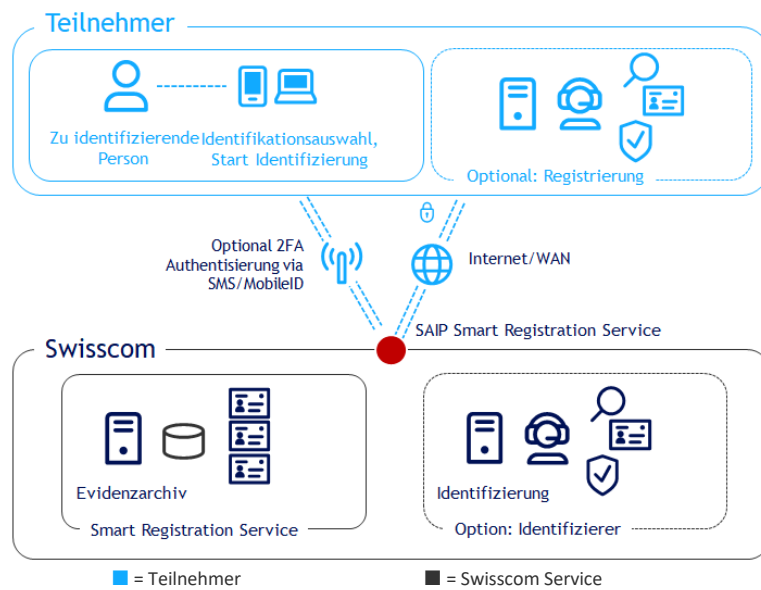 Teilnehmer
Zu identifizierende
Person
Identifikationsauswahl,
Start Identifizierung
Optional: Registrierung
Optional 2FA
Authentisierung via
SMS/MobileID
Internet/WAN
SAIP Smart Registration Service
Swisscom
Evidenzarchiv
Smart Registration Service
Identifizierung
Option: Identifizierer
= Teilnehmer
= Swisscom Service